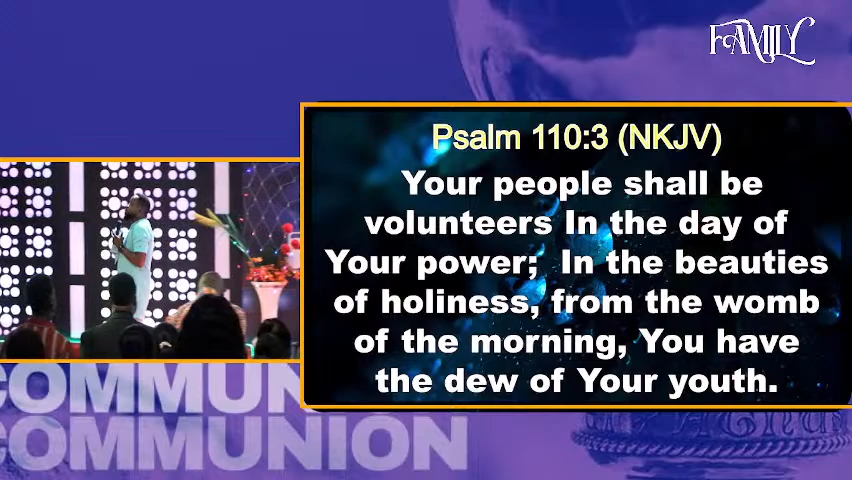 FAMILY
Psalm 110:3 (NKJV)
Your people shall be
volunteers In the day of
Your power;  In the beauties
of holiness, from the womb
of the morning, You have
the dew of Your youth.
COMMUN
COMMUNION